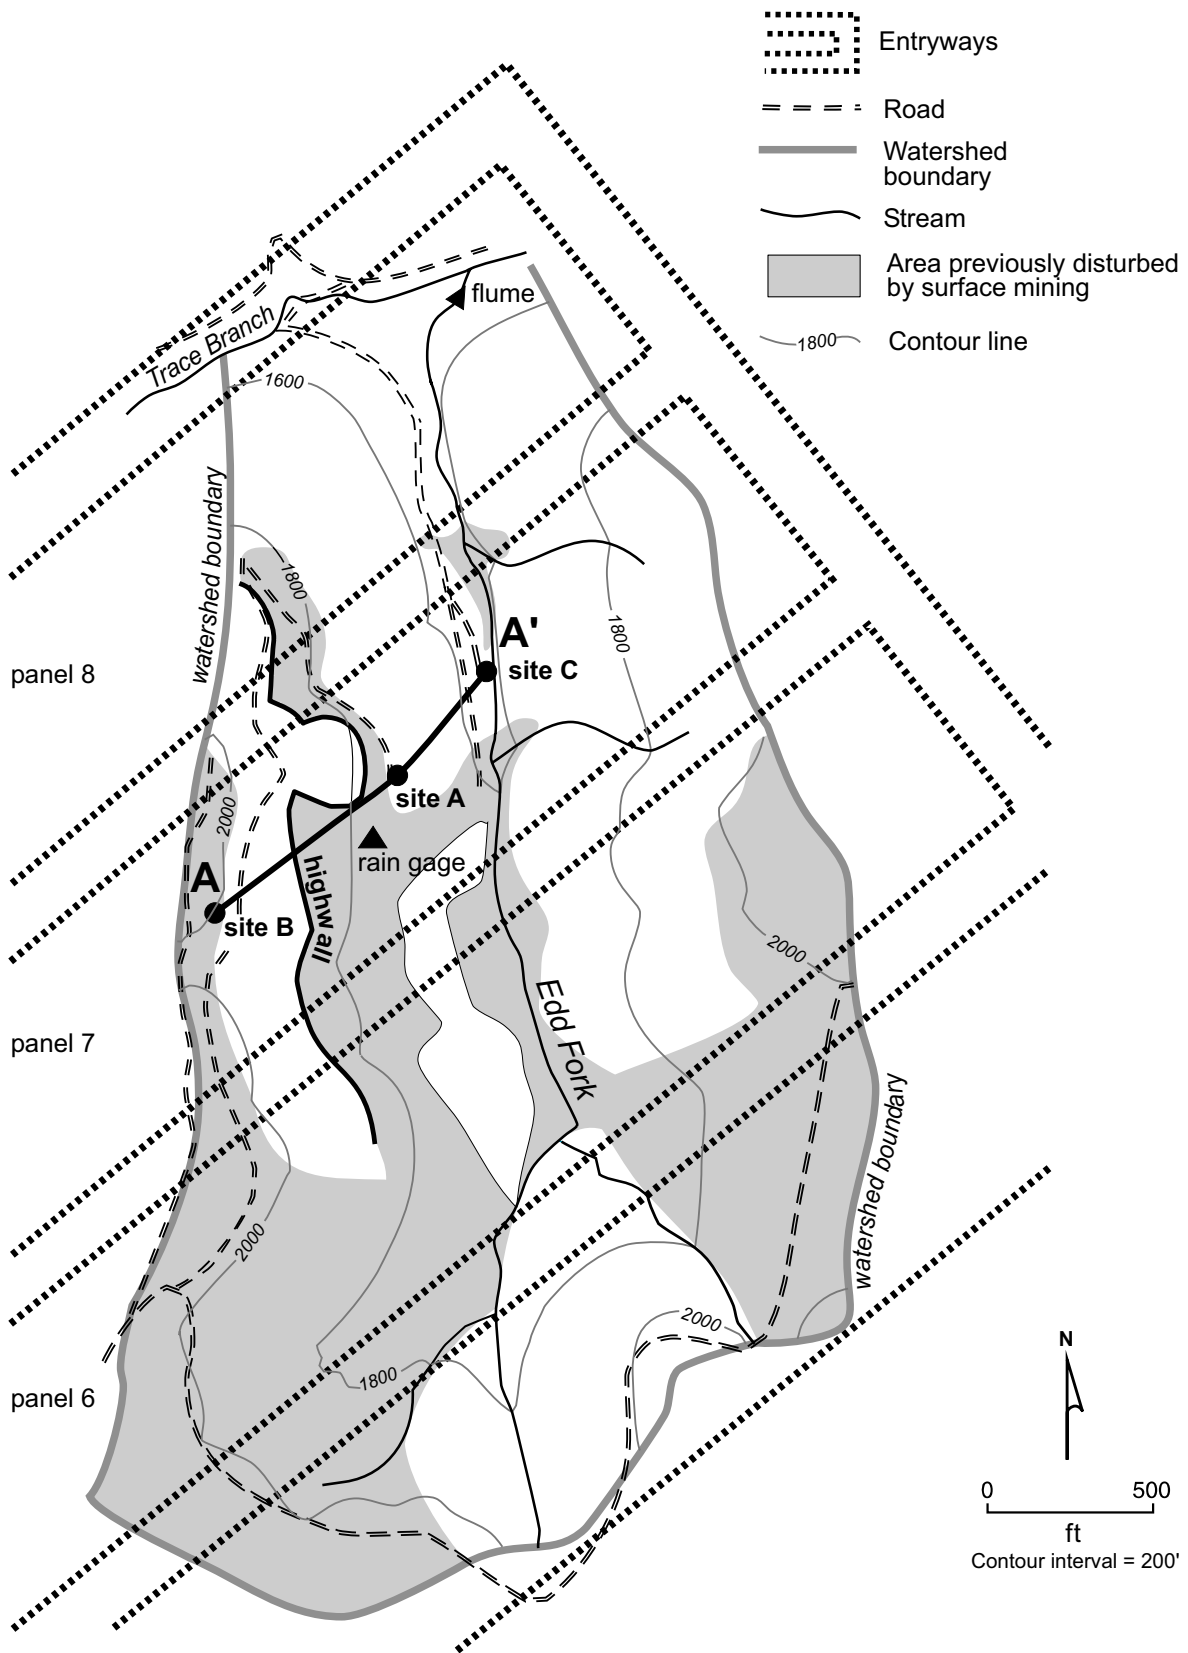 Entryways
Road
Watershed
boundary
Stream
Area previously disturbed
by surface mining
1800
Contour line
flume
Trace Branch
1600
watershed boundary
1800
1800
A'
site C
panel 8
site A
2000
rain gage
A
site B
highw all
2000
Edd Fork
panel 7
watershed boundary
2000
2000
1800
panel 6
N
0 500
ft
Contour interval = 200'